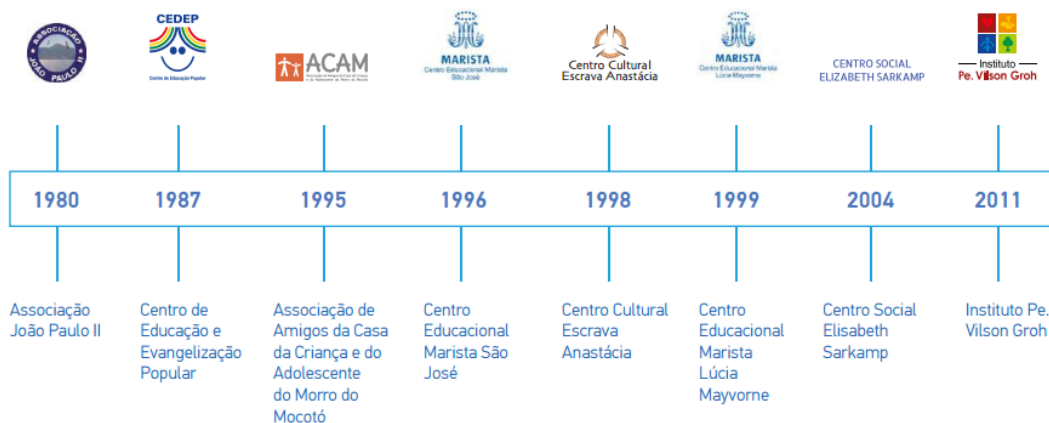 ASSOCIAÇÃO
JOÃO PAULO II
CEDEP
Centro de Educação Popular
ACAM
MARISTA
Centro Educacional Marista
São José
Centro Cultural
Escrava Anastácia
MARISTA
Centro Educacional Marista
Lúcia Mayvorne
CENTRO SOCIAL
ELIZABETH SARKAMP
Instituto
Pe. Vilson Groh
1980
1987
1995
1996
1998
1999
2004
2011
Associação
João Paulo II
Centro de
Educação e
Evangelização
Popular
Associação de
Amigos da Casa
da Criança e do
Adolescente
do Morro do
Mocotó
Centro
Educacional
Marista São
José
Centro Cultural
Escrava
Anastácia
Centro
Educacional
Marista
Lúcia
Mayvorne
Centro Social
Elisabeth
Sarkamp
Instituto Pe.
Vilson Groh